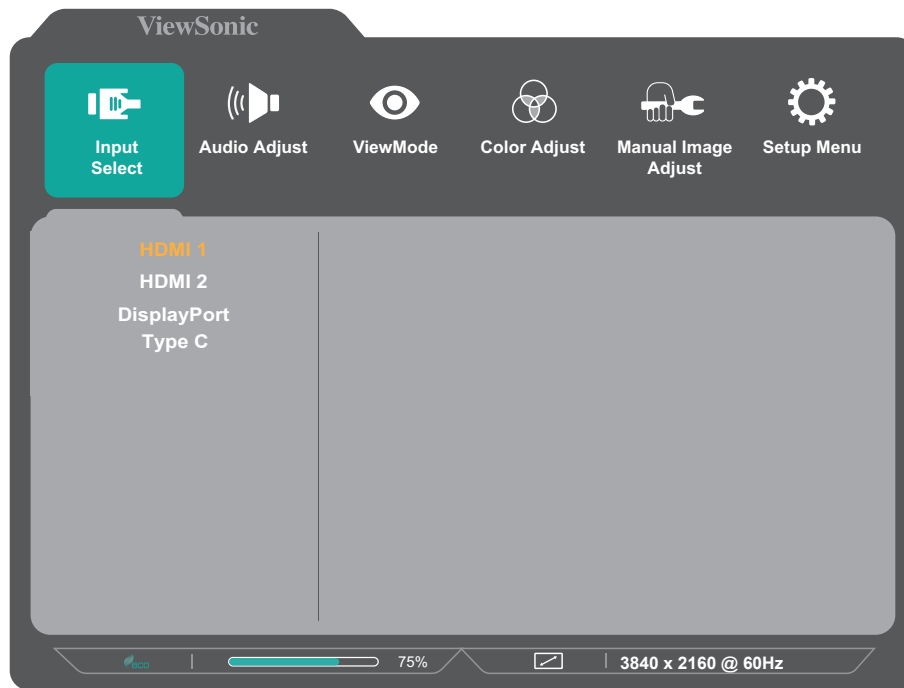 ViewSonic
Input
Select
Audio Adjust
ViewMode
Color Adjust
Manual Image
Adjust
Setup Menu
HDMI 1
HDMI 2
DisplayPort
Type C
eco
75%
3840 x 2160 @ 60Hz